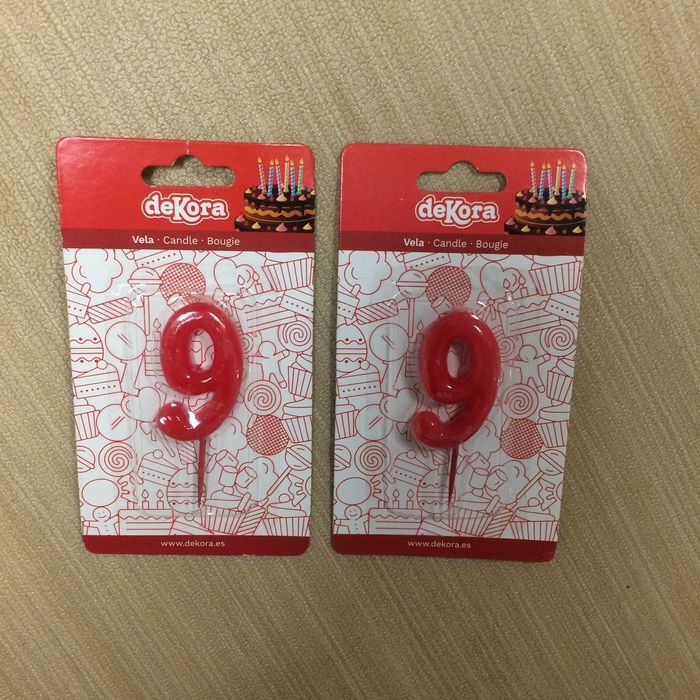 deKora
Vela · Candle · Bougie
9
www.dekora.es
deKora
Vela · Candle · Bougie
9
www.dekora.es